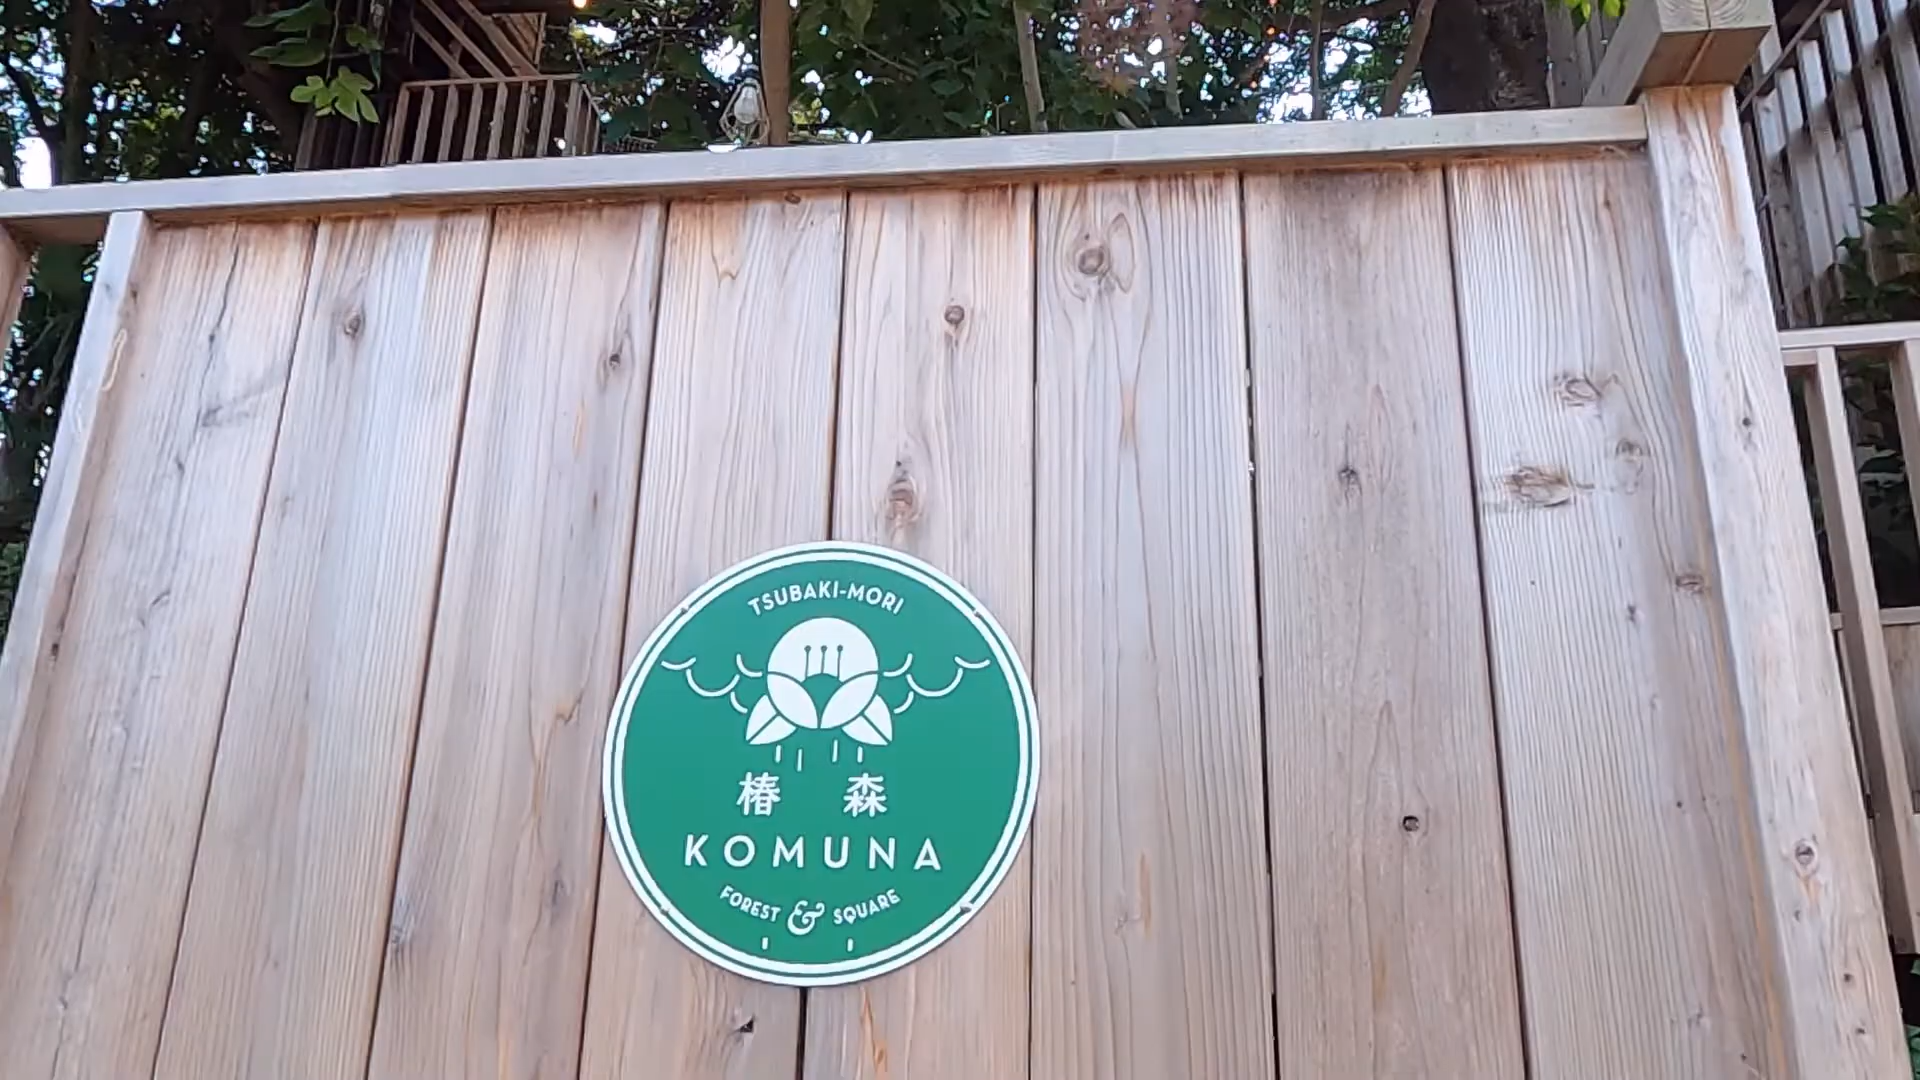 TSUBAKI-MORI
椿 森
KOMUNA
FOREST & SQUARE